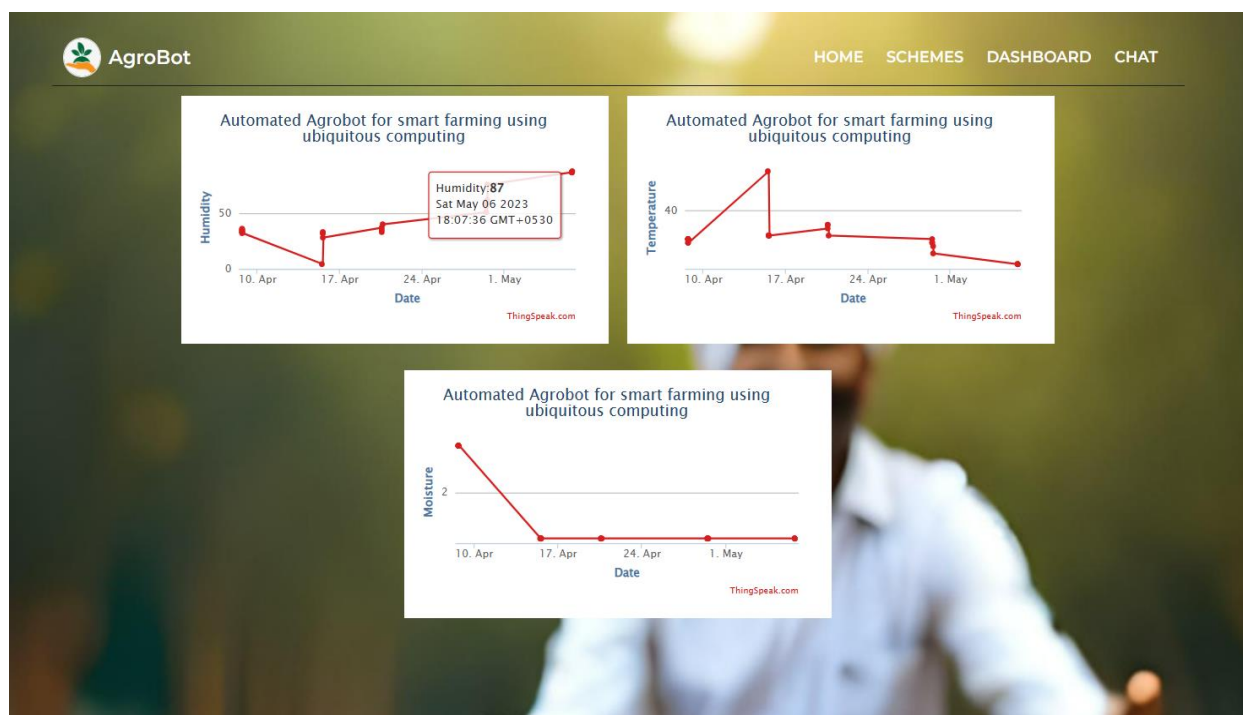 AgroBot
HOME SCHEMES DASHBOARD CHAT
Automated Agrobot for smart farming using
ubiquitous computing
Humidity
50
0
Humidity:87
Sat May 06 2023
18:07:36 GMT+0530
10. Apr 17. Apr 24. Apr 1. May
Date
ThingSpeak.com
Automated Agrobot for smart farming using
ubiquitous computing
Temperature
40
10. Apr 17. Apr 24. Apr 1. May
Date
ThingSpeak.com
Automated Agrobot for smart farming using
ubiquitous computing
Moisture
2
10. Apr 17. Apr 24. Apr 1. May
Date
ThingSpeak.com